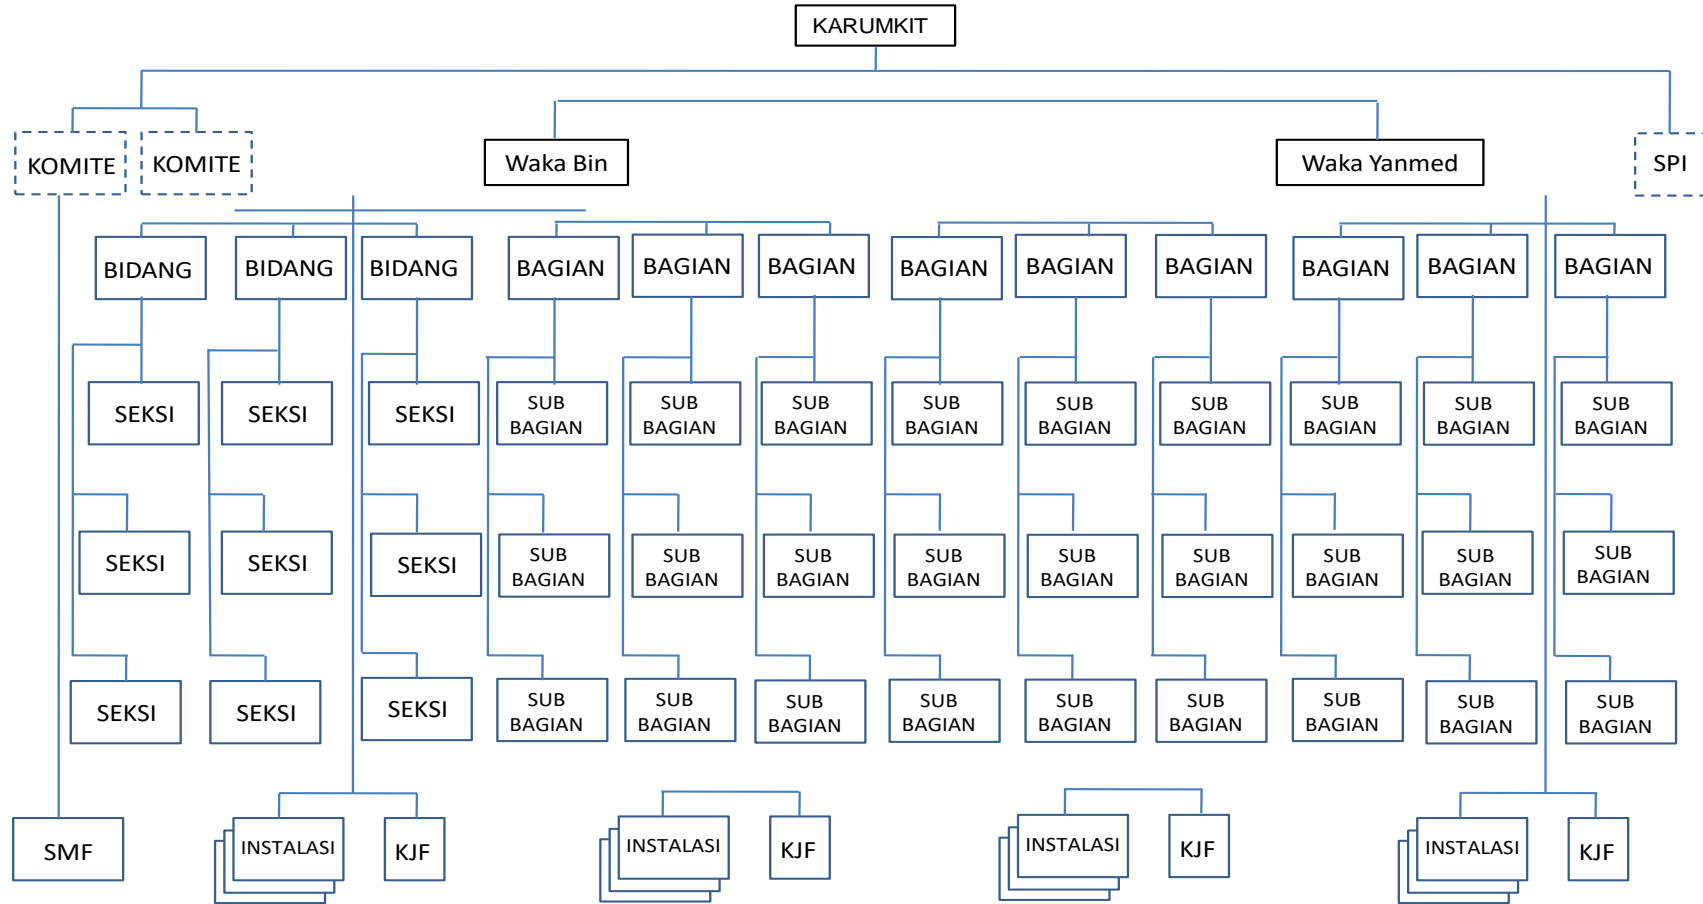 KARUMKIT
KOMITE
KOMITE
Waka Bin
Waka Yanmed
SPI
BIDANG
BIDANG
BIDANG
BAGIAN
BAGIAN
BAGIAN
BAGIAN
BAGIAN
BAGIAN
BAGIAN
BAGIAN
BAGIAN
SEKSI
SEKSI
SEKSI
SUB
BAGIAN
SUB
BAGIAN
SUB
BAGIAN
SUB
BAGIAN
SUB
BAGIAN
SUB
BAGIAN
SUB
BAGIAN
SUB
BAGIAN
SUB
BAGIAN
SEKSI
SEKSI
SEKSI
SUB
BAGIAN
SUB
BAGIAN
SUB
BAGIAN
SUB
BAGIAN
SUB
BAGIAN
SUB
BAGIAN
SUB
BAGIAN
SUB
BAGIAN
SUB
BAGIAN
SEKSI
SEKSI
SEKSI
SUB
BAGIAN
SUB
BAGIAN
SUB
BAGIAN
SUB
BAGIAN
SUB
BAGIAN
SUB
BAGIAN
SUB
BAGIAN
SUB
BAGIAN
SUB
BAGIAN
SMF
INSTALASI
KJF
INSTALASI
KJF
INSTALASI
KJF
INSTALASI
KJF